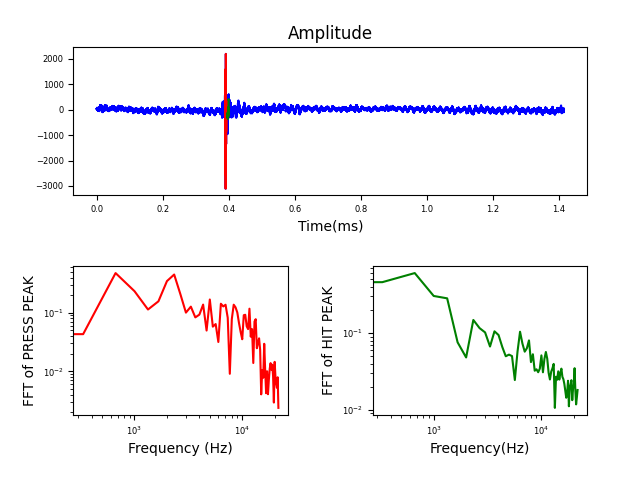 Amplitude
2000
1000
0
−1000
−2000
−3000
0.0 0.2 0.4 0.6 0.8 1.0 1.2 1.4
Time(ms)
FFT of PRESS PEAK
10⁻¹
10⁻²
10³ 10⁴
Frequency (Hz)
FFT of HIT PEAK
10⁻¹
10⁻²
10³ 10⁴
Frequency(Hz)